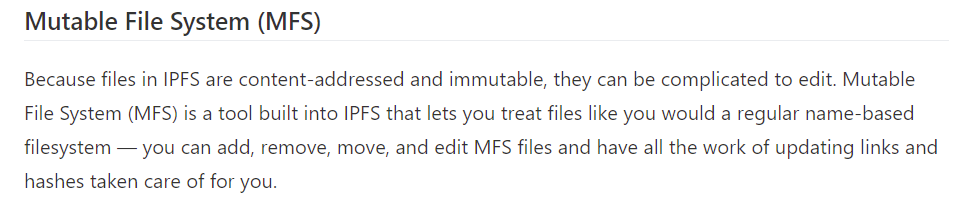 Mutable File System (MFS)
Because files in IPFS are content-addressed and immutable, they can be complicated to edit. Mutable
File System (MFS) is a tool built into IPFS that lets you treat files like you would a regular name-based
filesystem — you can add, remove, move, and edit MFS files and have all the work of updating links and
hashes taken care of for you.